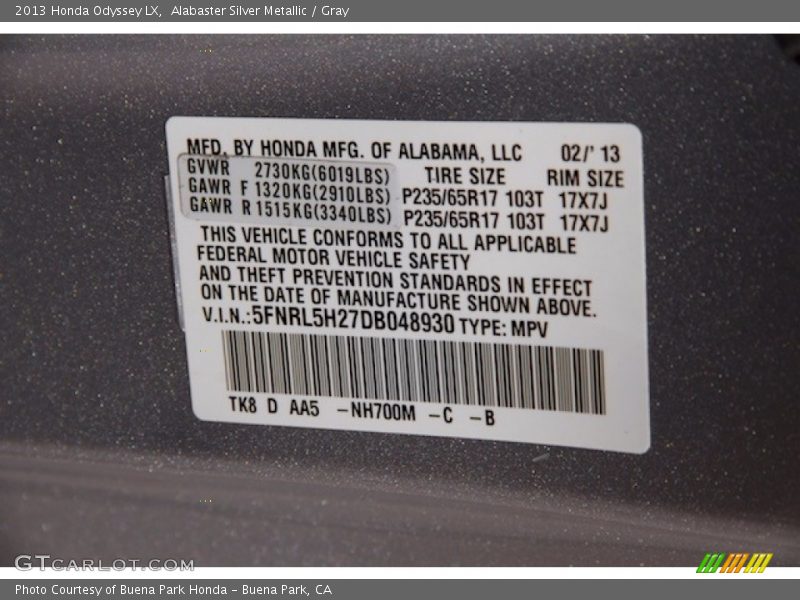 2013 Honda Odyssey LX,  Alabaster Silver Metallic / Gray
MFD. BY HONDA MFG. OF ALABAMA, LLC 02/' 13
GVWR 2730KG(6019LBS) TIRE SIZE RIM SIZE
GAWR F 1320KG(2910LBS) P235/65R17 103T 17X7J
GAWR R 1515KG(3340LBS) P235/65R17 103T 17X7J
THIS VEHICLE CONFORMS TO ALL APPLICABLE
FEDERAL MOTOR VEHICLE SAFETY
AND THEFT PREVENTION STANDARDS IN EFFECT
ON THE DATE OF MANUFACTURE SHOWN ABOVE.
V.I.N.:5FNRL5H27DB048930 TYPE: MPV
TK8 D AA5 -NH700M -C -B
GTCARLOT.COM
Photo Courtesy of Buena Park Honda - Buena Park, CA